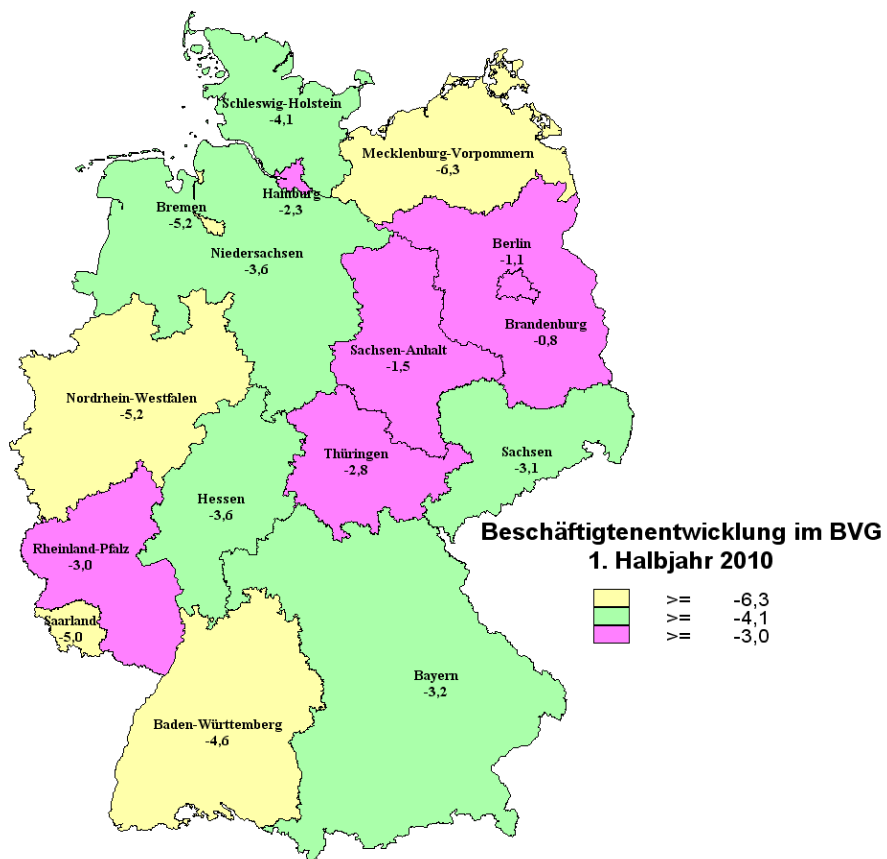 Schleswig-Holstein
-4,1
Mecklenburg-Vorpommern
-6,3
Hamburg
-2,3
Bremen
-5,2
Niedersachsen
-3,6
Berlin
-1,1
Brandenburg
-0,8
Sachsen-Anhalt
-1,5
Nordrhein-Westfalen
-5,2
Thüringen
-2,8
Sachsen
-3,1
Hessen
-3,6
Rheinland-Pfalz
-3,0
Saarland
-5,0
Bayern
-3,2
Baden-Württemberg
-4,6
Beschäftigtenentwicklung im BVG
1. Halbjahr 2010
>= -6,3
>= -4,1
>= -3,0